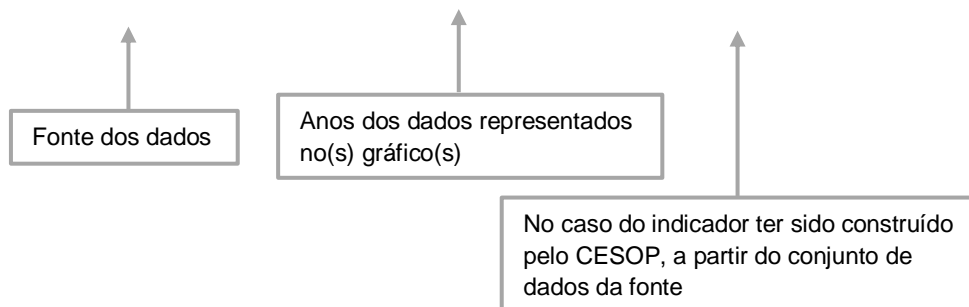 Fonte dos dados
Anos dos dados representados
no(s) gráfico(s)
No caso do indicador ter sido construído
pelo CESOP, a partir do conjunto de
dados da fonte